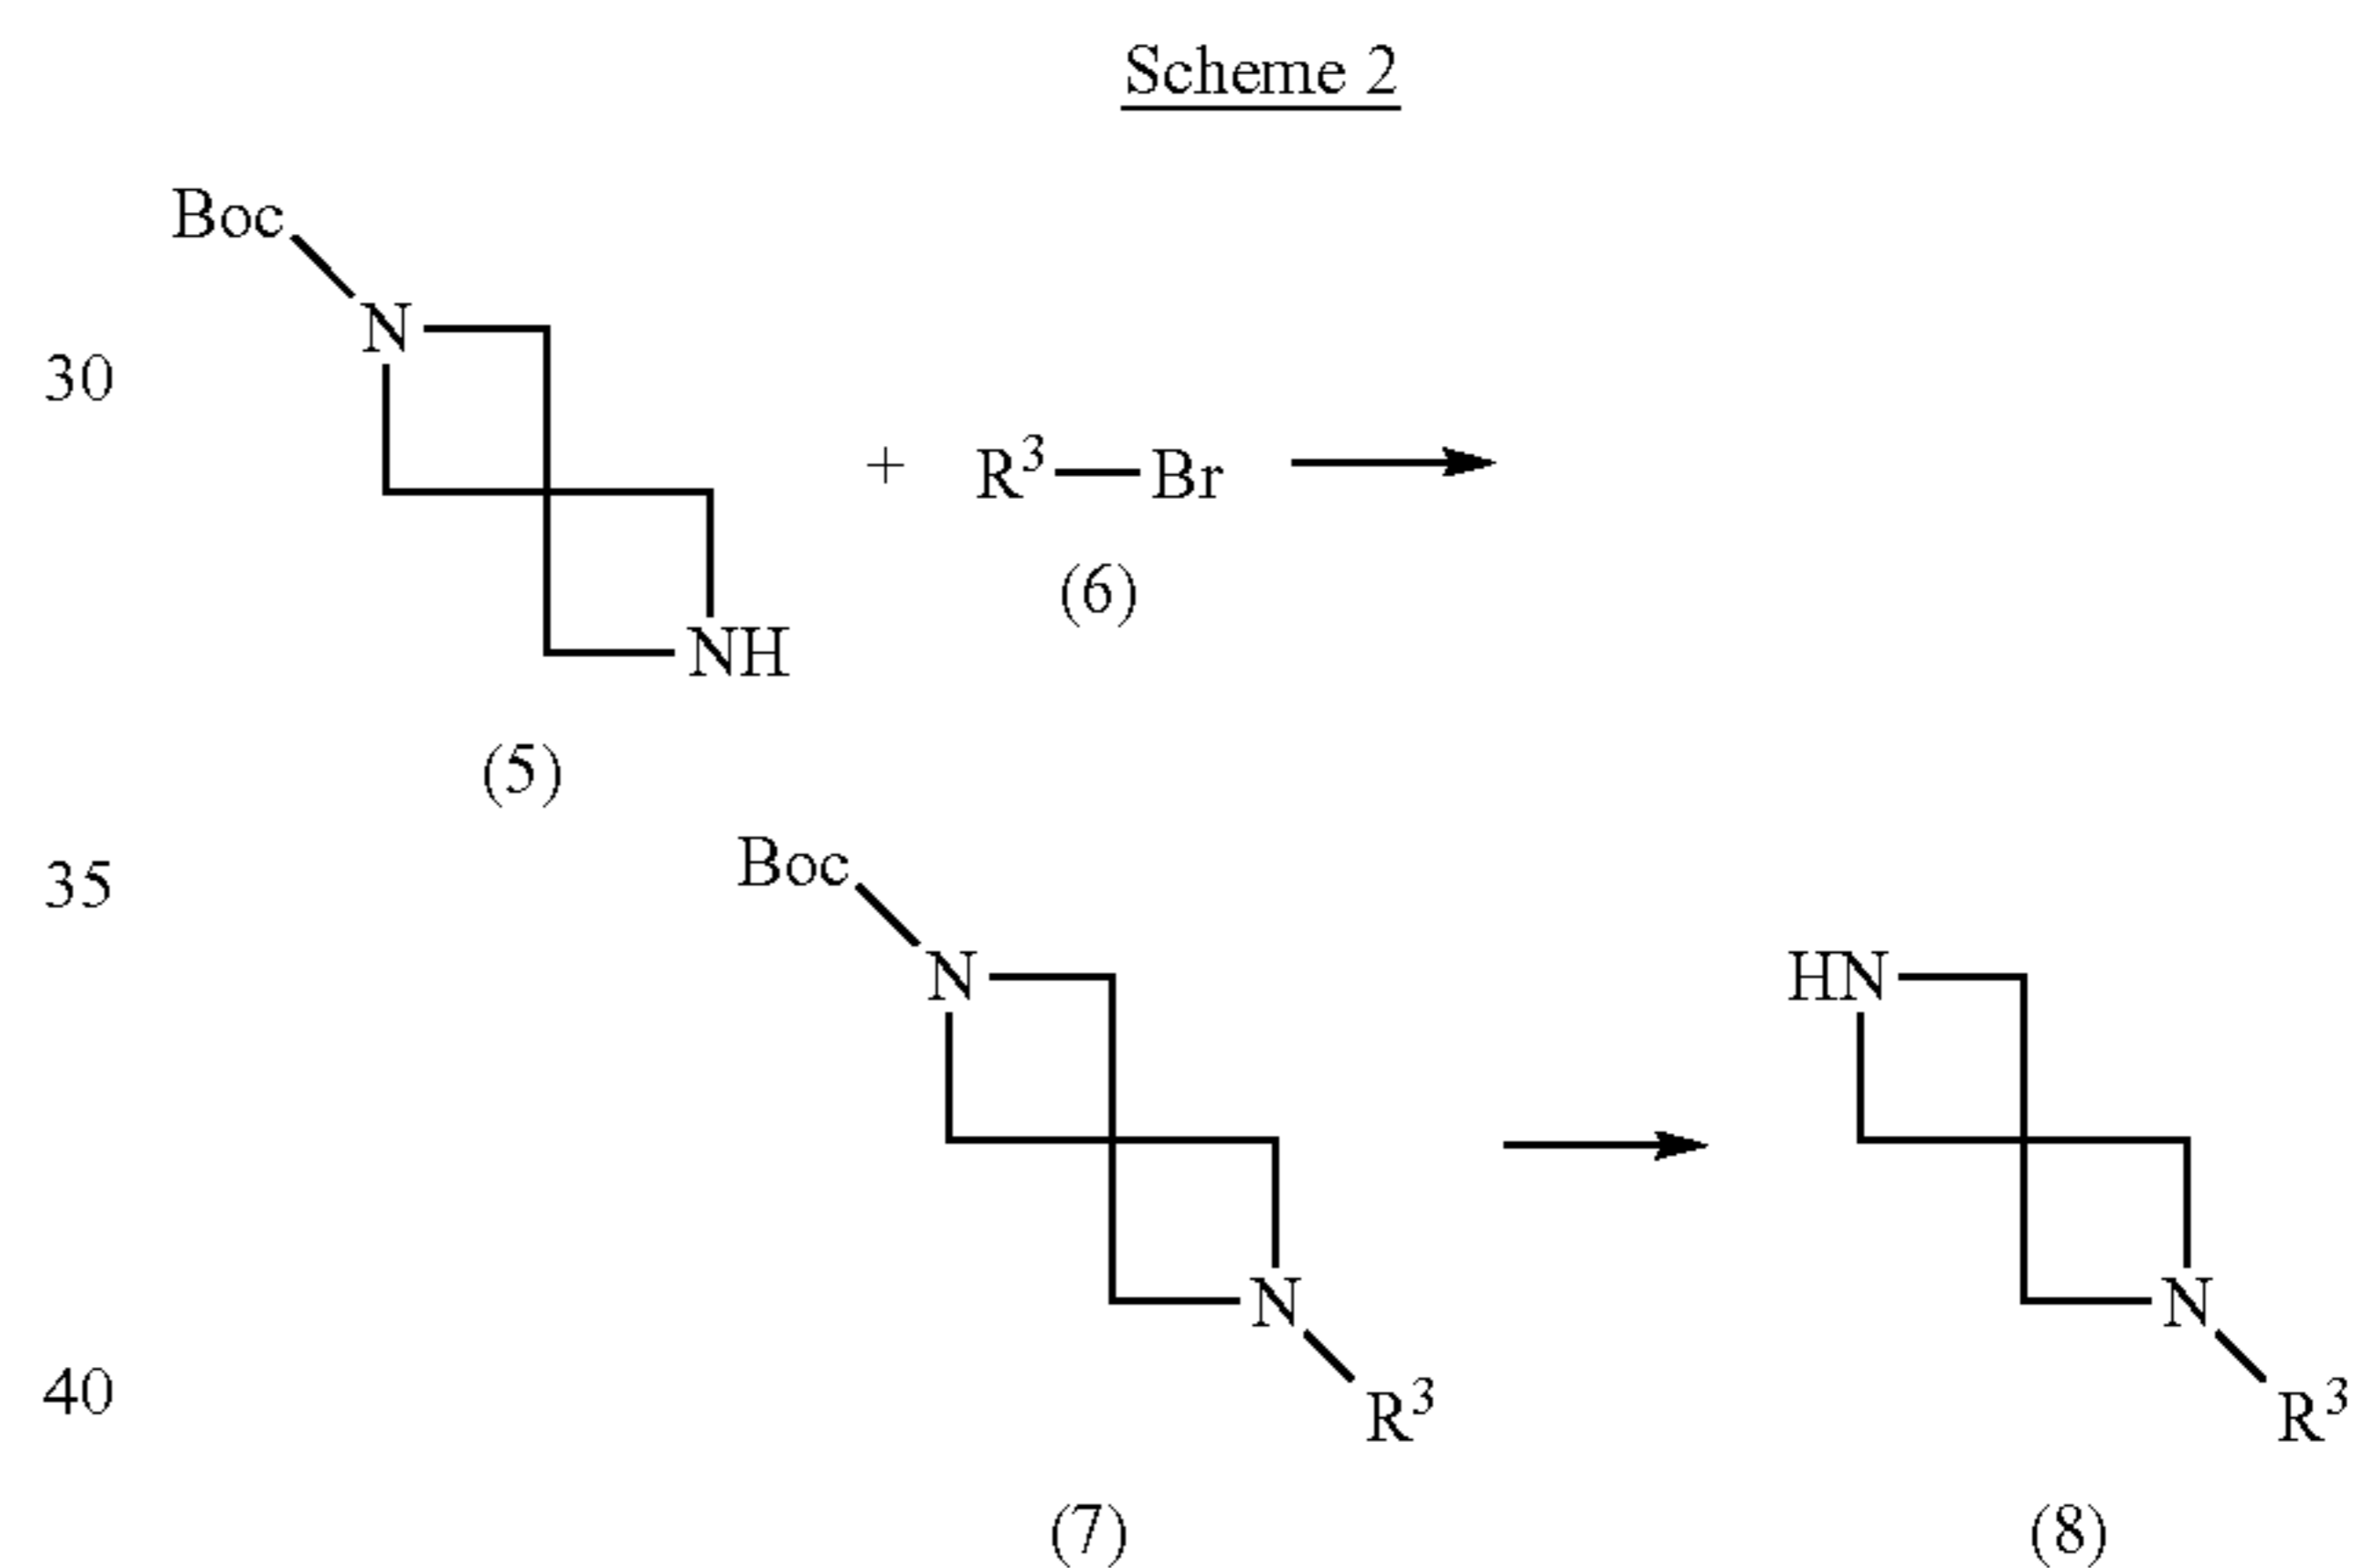 Scheme 2
Boc
N
30
+ R³—Br
(6)
NH
(5)
35
Boc
N
HN
N
N
40
R³
R³
(7)
(8)